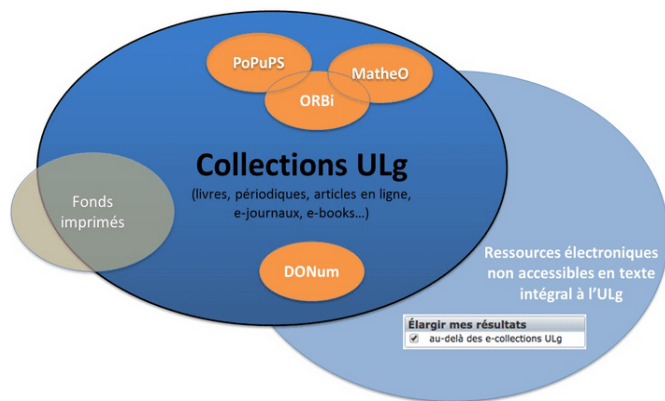 PoPuPS
MatheO
ORBi
Collections ULg
(livres, périodiques, articles en ligne,
e-journaux, e-books…)
Fonds
imprimés
DONum
Ressources électroniques
non accessibles en texte
intégral à l'ULg
Élargir mes résultats
au-delà des e-collections ULg